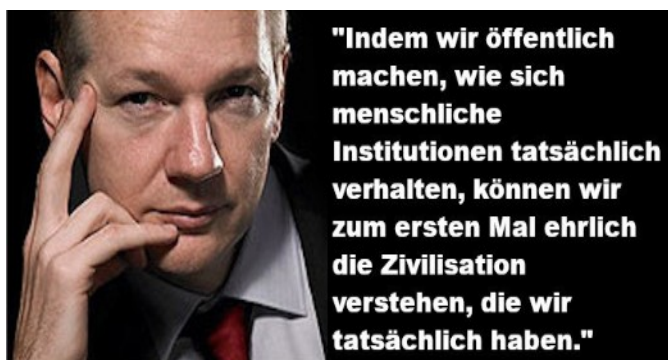 "Indem wir öffentlich
machen, wie sich
menschliche
Institutionen tatsächlich
verhalten, können wir
zum ersten Mal ehrlich
die Zivilisation
verstehen, die wir
tatsächlich haben."